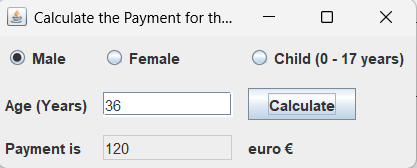 Calculate the Payment for th...
Male Female Child (0 - 17 years)
Age (Years) 36 Calculate
Payment is 120 euro €